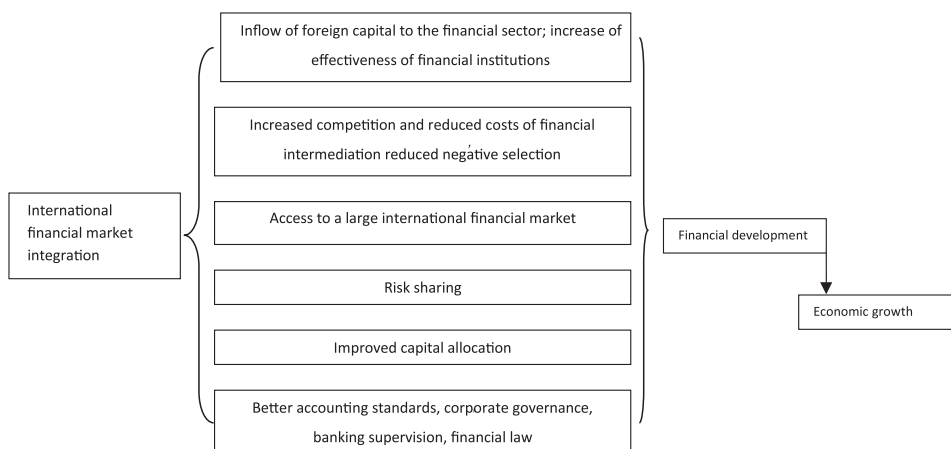 Inflow of foreign capital to the financial sector; increase of
effectiveness of financial institutions
Increased competition and reduced costs of financial
intermediation, reduced negative selection
International
financial market
integration
Access to a large international financial market
Risk sharing
Improved capital allocation
Better accounting standards, corporate governance,
banking supervision, financial law
Financial development
Economic growth